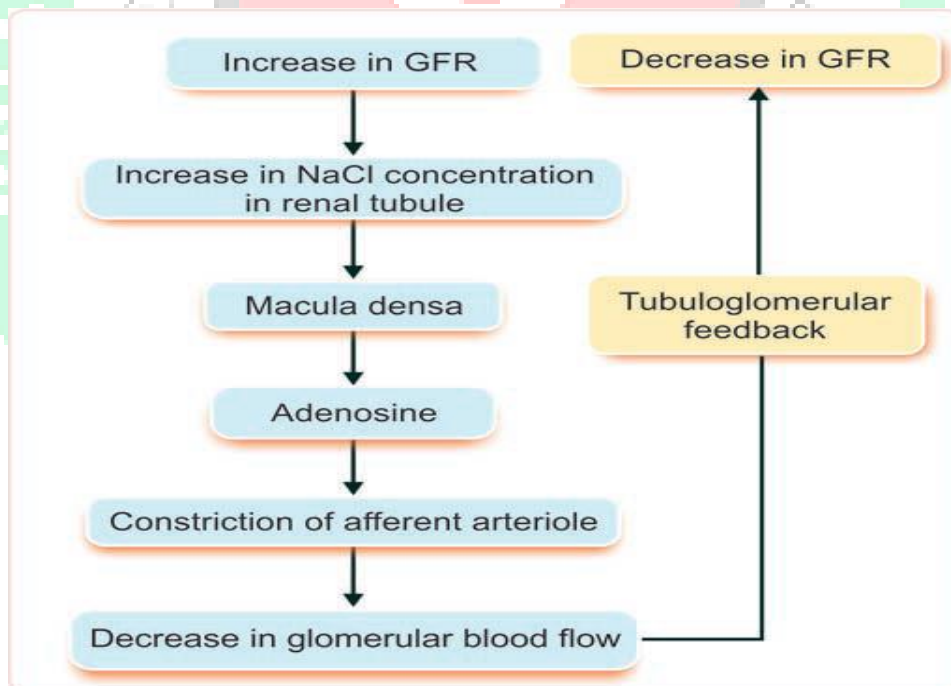 Increase in GFR
Increase in NaCl concentration
in renal tubule
Macula densa
Adenosine
Constriction of afferent arteriole
Decrease in glomerular blood flow
Tubuloglomerular
feedback
Decrease in GFR